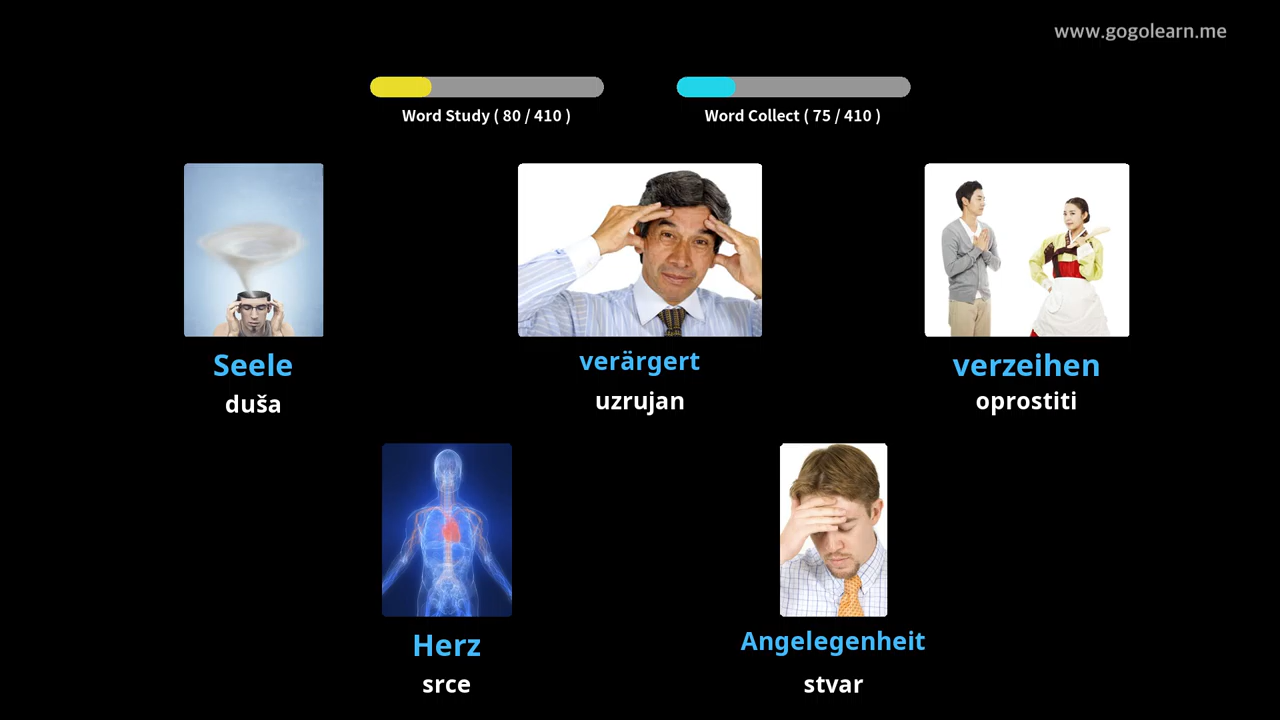 www.gogolearn.me
Word Study ( 80 / 410 )
Word Collect ( 75 / 410 )
Seele
duša
verärgert
uzrujan
verzeihen
oprostiti
Herz
srce
Angelegenheit
stvar